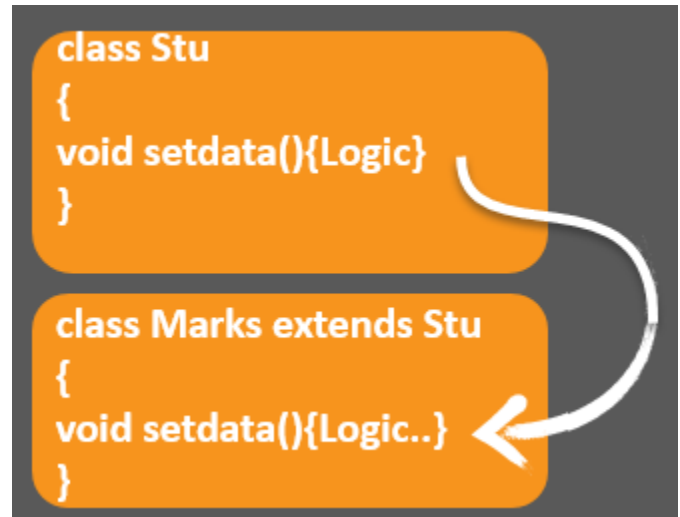 class Stu
{
void setdata(){Logic}
}
class Marks extends Stu
{
void setdata(){Logic..}
}